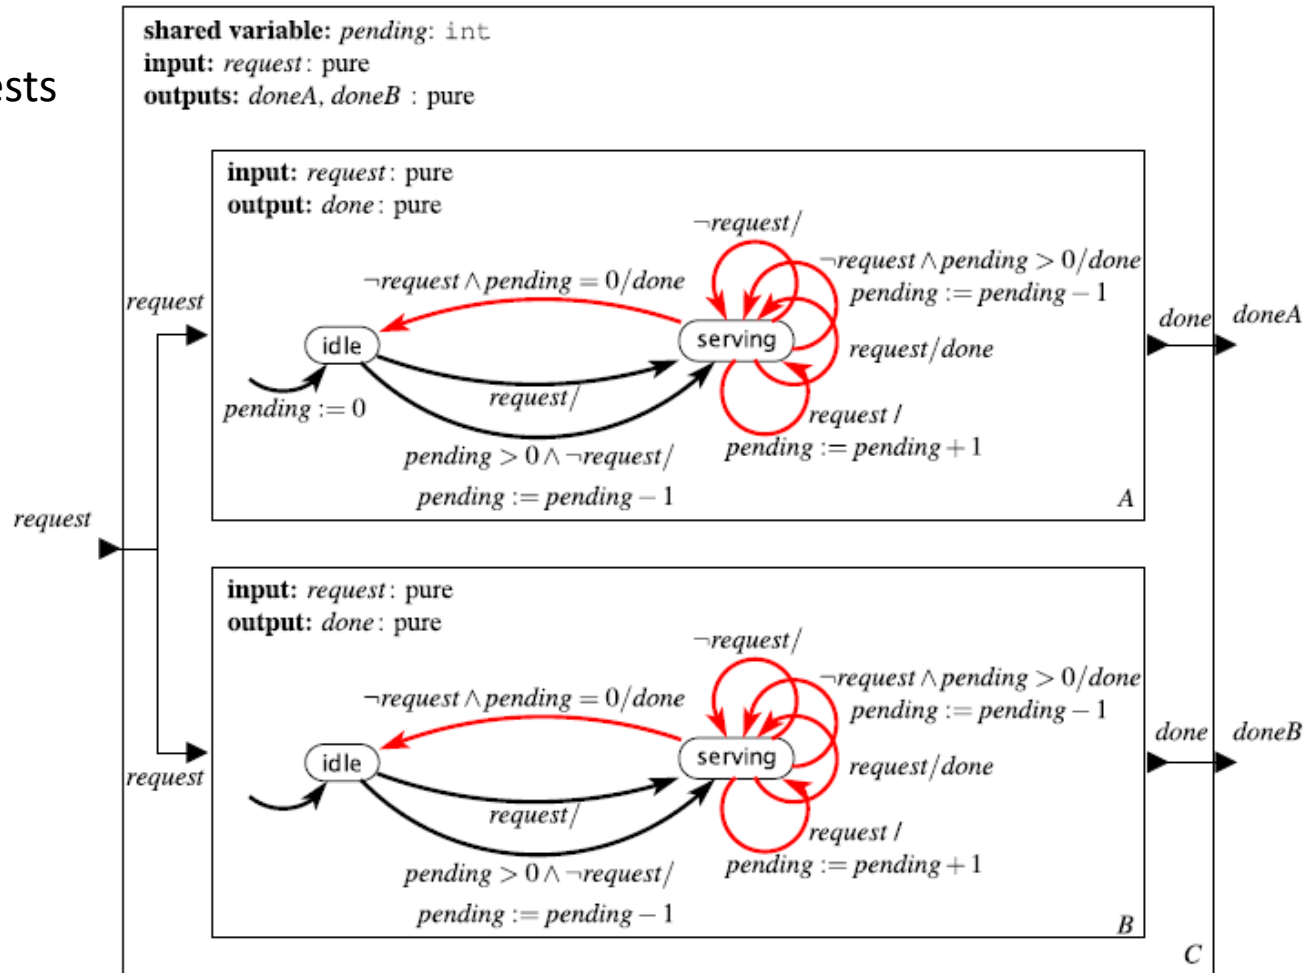 ests
shared variable: pending: int
input: request: pure
outputs: doneA, doneB : pure
input: request: pure
output: done: pure
¬request/
¬request ∧ pending > 0/done
pending := pending − 1
¬request ∧ pending = 0/done
request
idle
serving
request/done
done
doneA
pending := 0
request/
request /
pending := pending + 1
pending > 0 ∧ ¬request/
pending := pending − 1
A
request
input: request: pure
output: done: pure
¬request/
¬request ∧ pending > 0/done
pending := pending − 1
¬request ∧ pending = 0/done
request
idle
serving
request/done
done
doneB
request/
request /
pending := pending + 1
pending > 0 ∧ ¬request/
pending := pending − 1
B
C